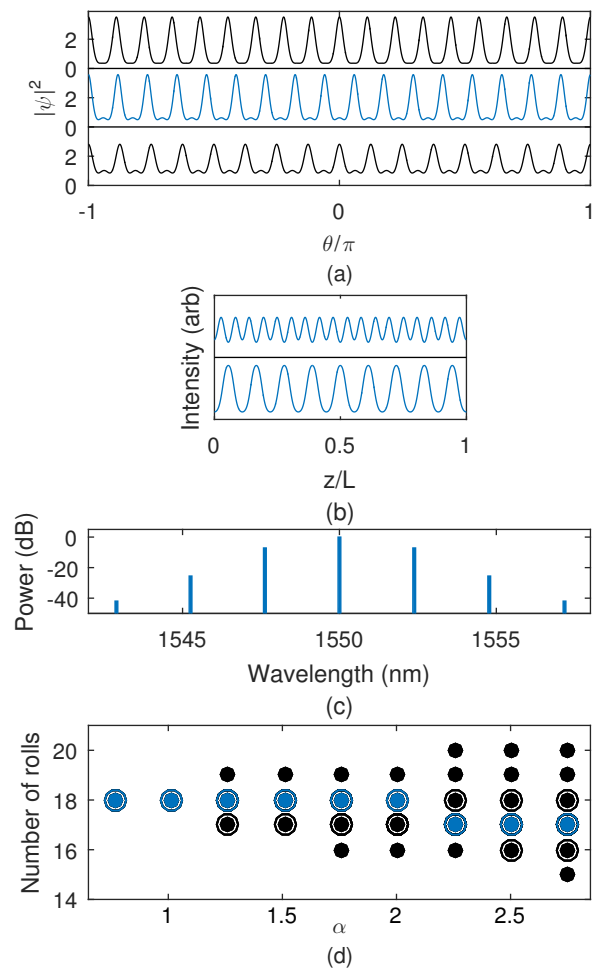 2
0
2
0
2
0
|ψ|²
-1
0
1
θ/π
(a)
Intensity (arb)
0
0.5
1
z/L
(b)
0
-20
-40
Power (dB)
1545
1550
1555
Wavelength (nm)
(c)
20
18
16
14
Number of rolls
1
1.5
2
2.5
α
(d)